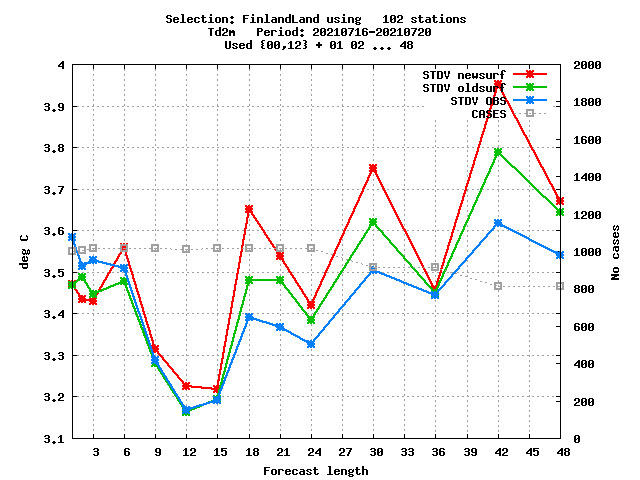 Selection: FinlandLand using   102 stations
Td2m   Period: 20210716-20210720
Used {00,12} + 01 02 ... 48
STDV newsurf
STDV oldsurf
STDV OBS
CASES
4
3,9
3,8
3,7
3,6
3,5
3,4
3,3
3,2
3,1
deg C
2000
1800
1600
1400
1200
1000
800
600
400
200
0
No cases
3 6 9 12 15 18 21 24 27 30 33 36 39 42 45 48
Forecast length